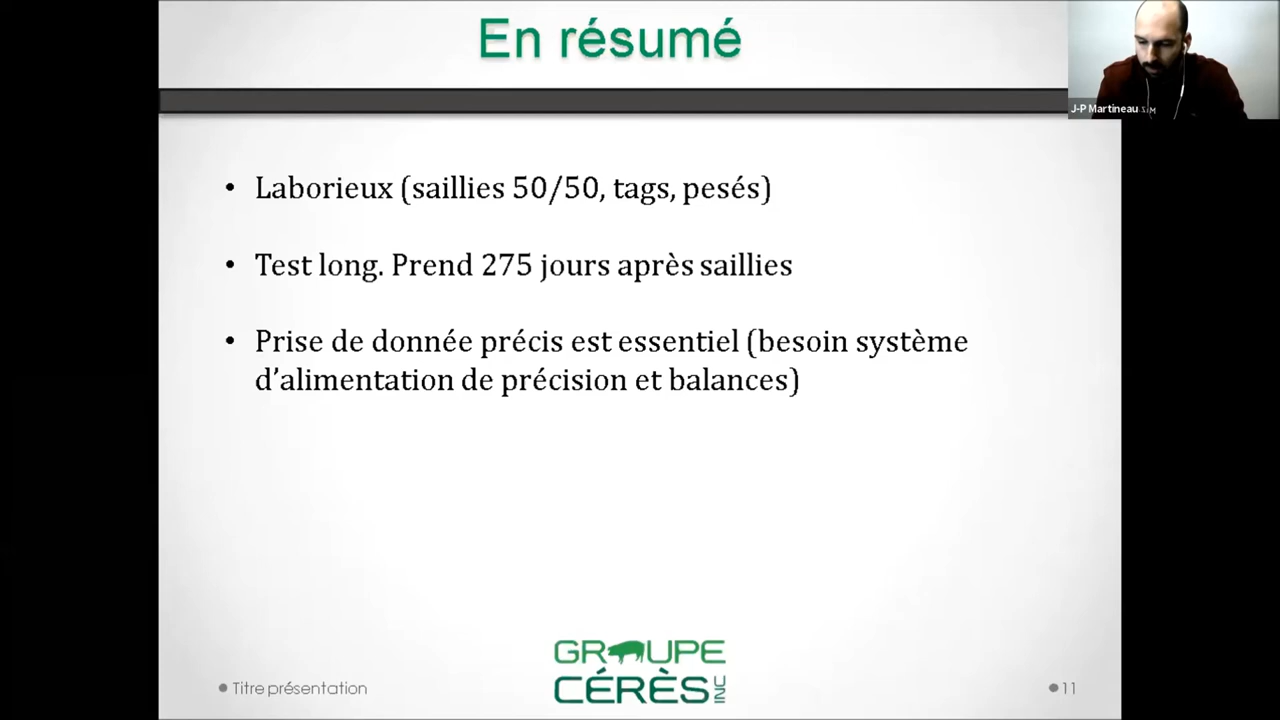 En résumé
J-P Martineau
• Laborieux (saillies 50/50, tags, pesés)
• Test long. Prend 275 jours après saillies
• Prise de donnée précis est essentiel (besoin système
d’alimentation de précision et balances)
GROUPE
CÉRÈS INC
Titre présentation
11